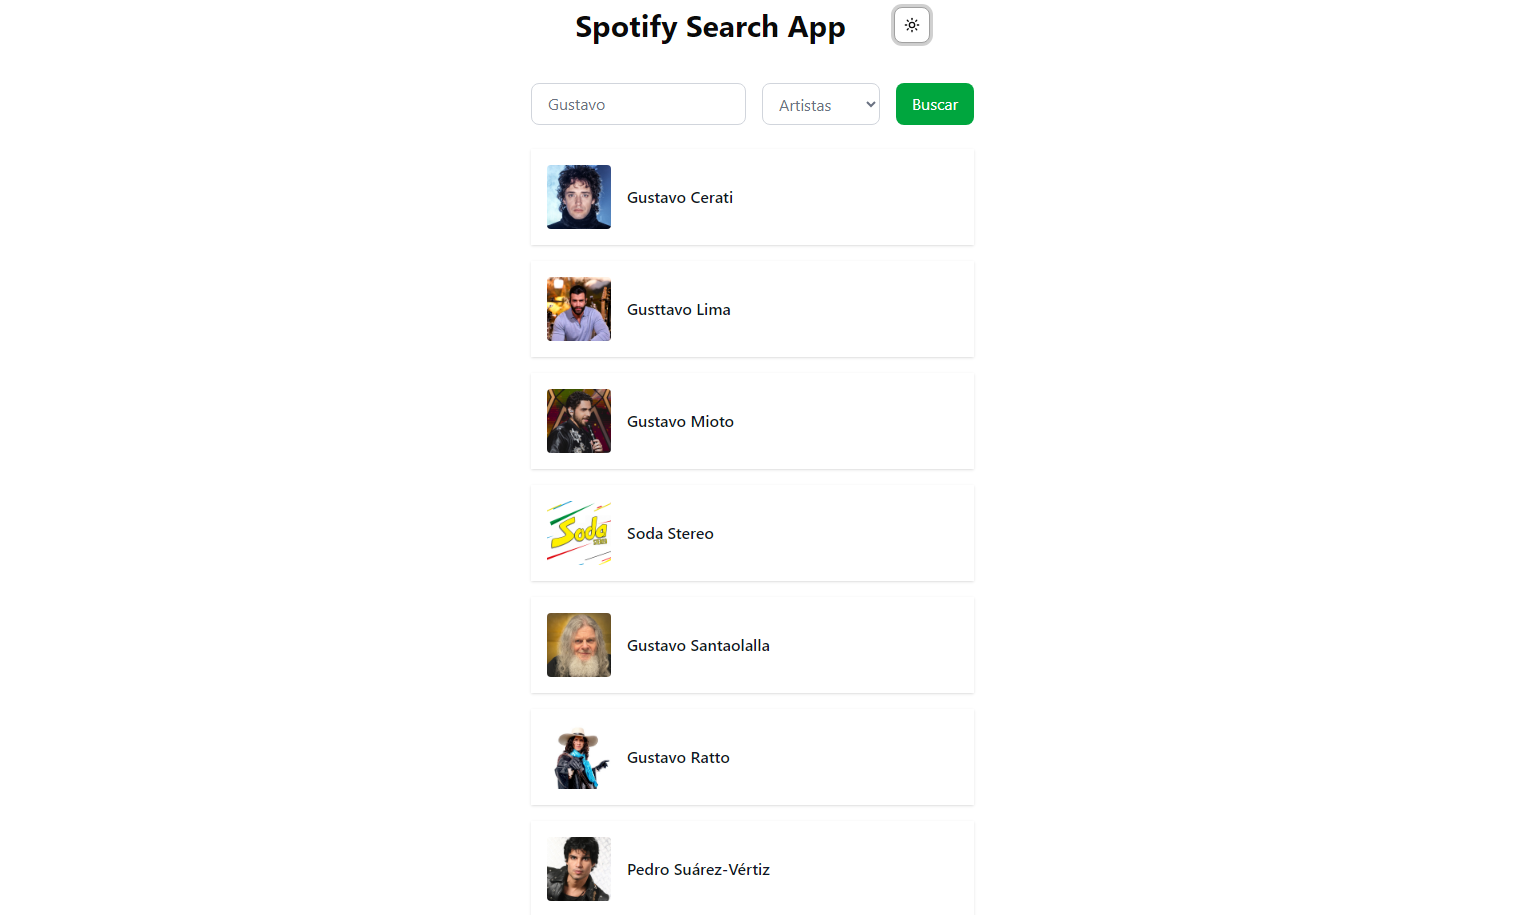 Spotify Search App
Gustavo
Artistas
Buscar
Gustavo Cerati
Gusttavo Lima
Gustavo Mioto
Soda
Soda Stereo
Gustavo Santaolalla
Gustavo Ratto
Pedro Suárez-Vértiz